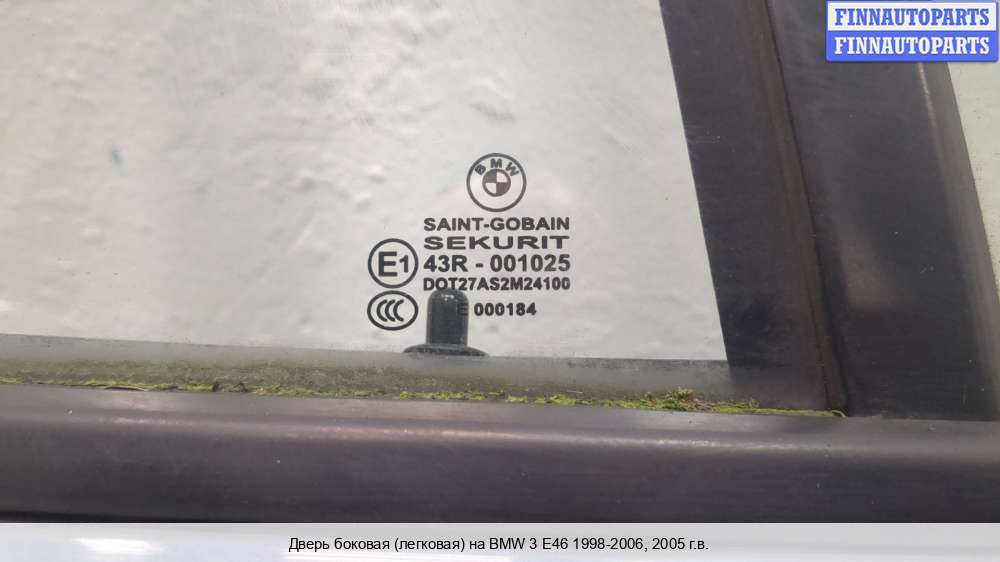 FINNAUTOPARTS
FINNAUTOPARTS
BMW
SAINT-GOBAIN
SEKURIT
E1 43R - 001025
DOT27AS2M24100
CCC E 000184
Дверь боковая (легковая) на BMW 3 E46 1998-2006, 2005 г.в.